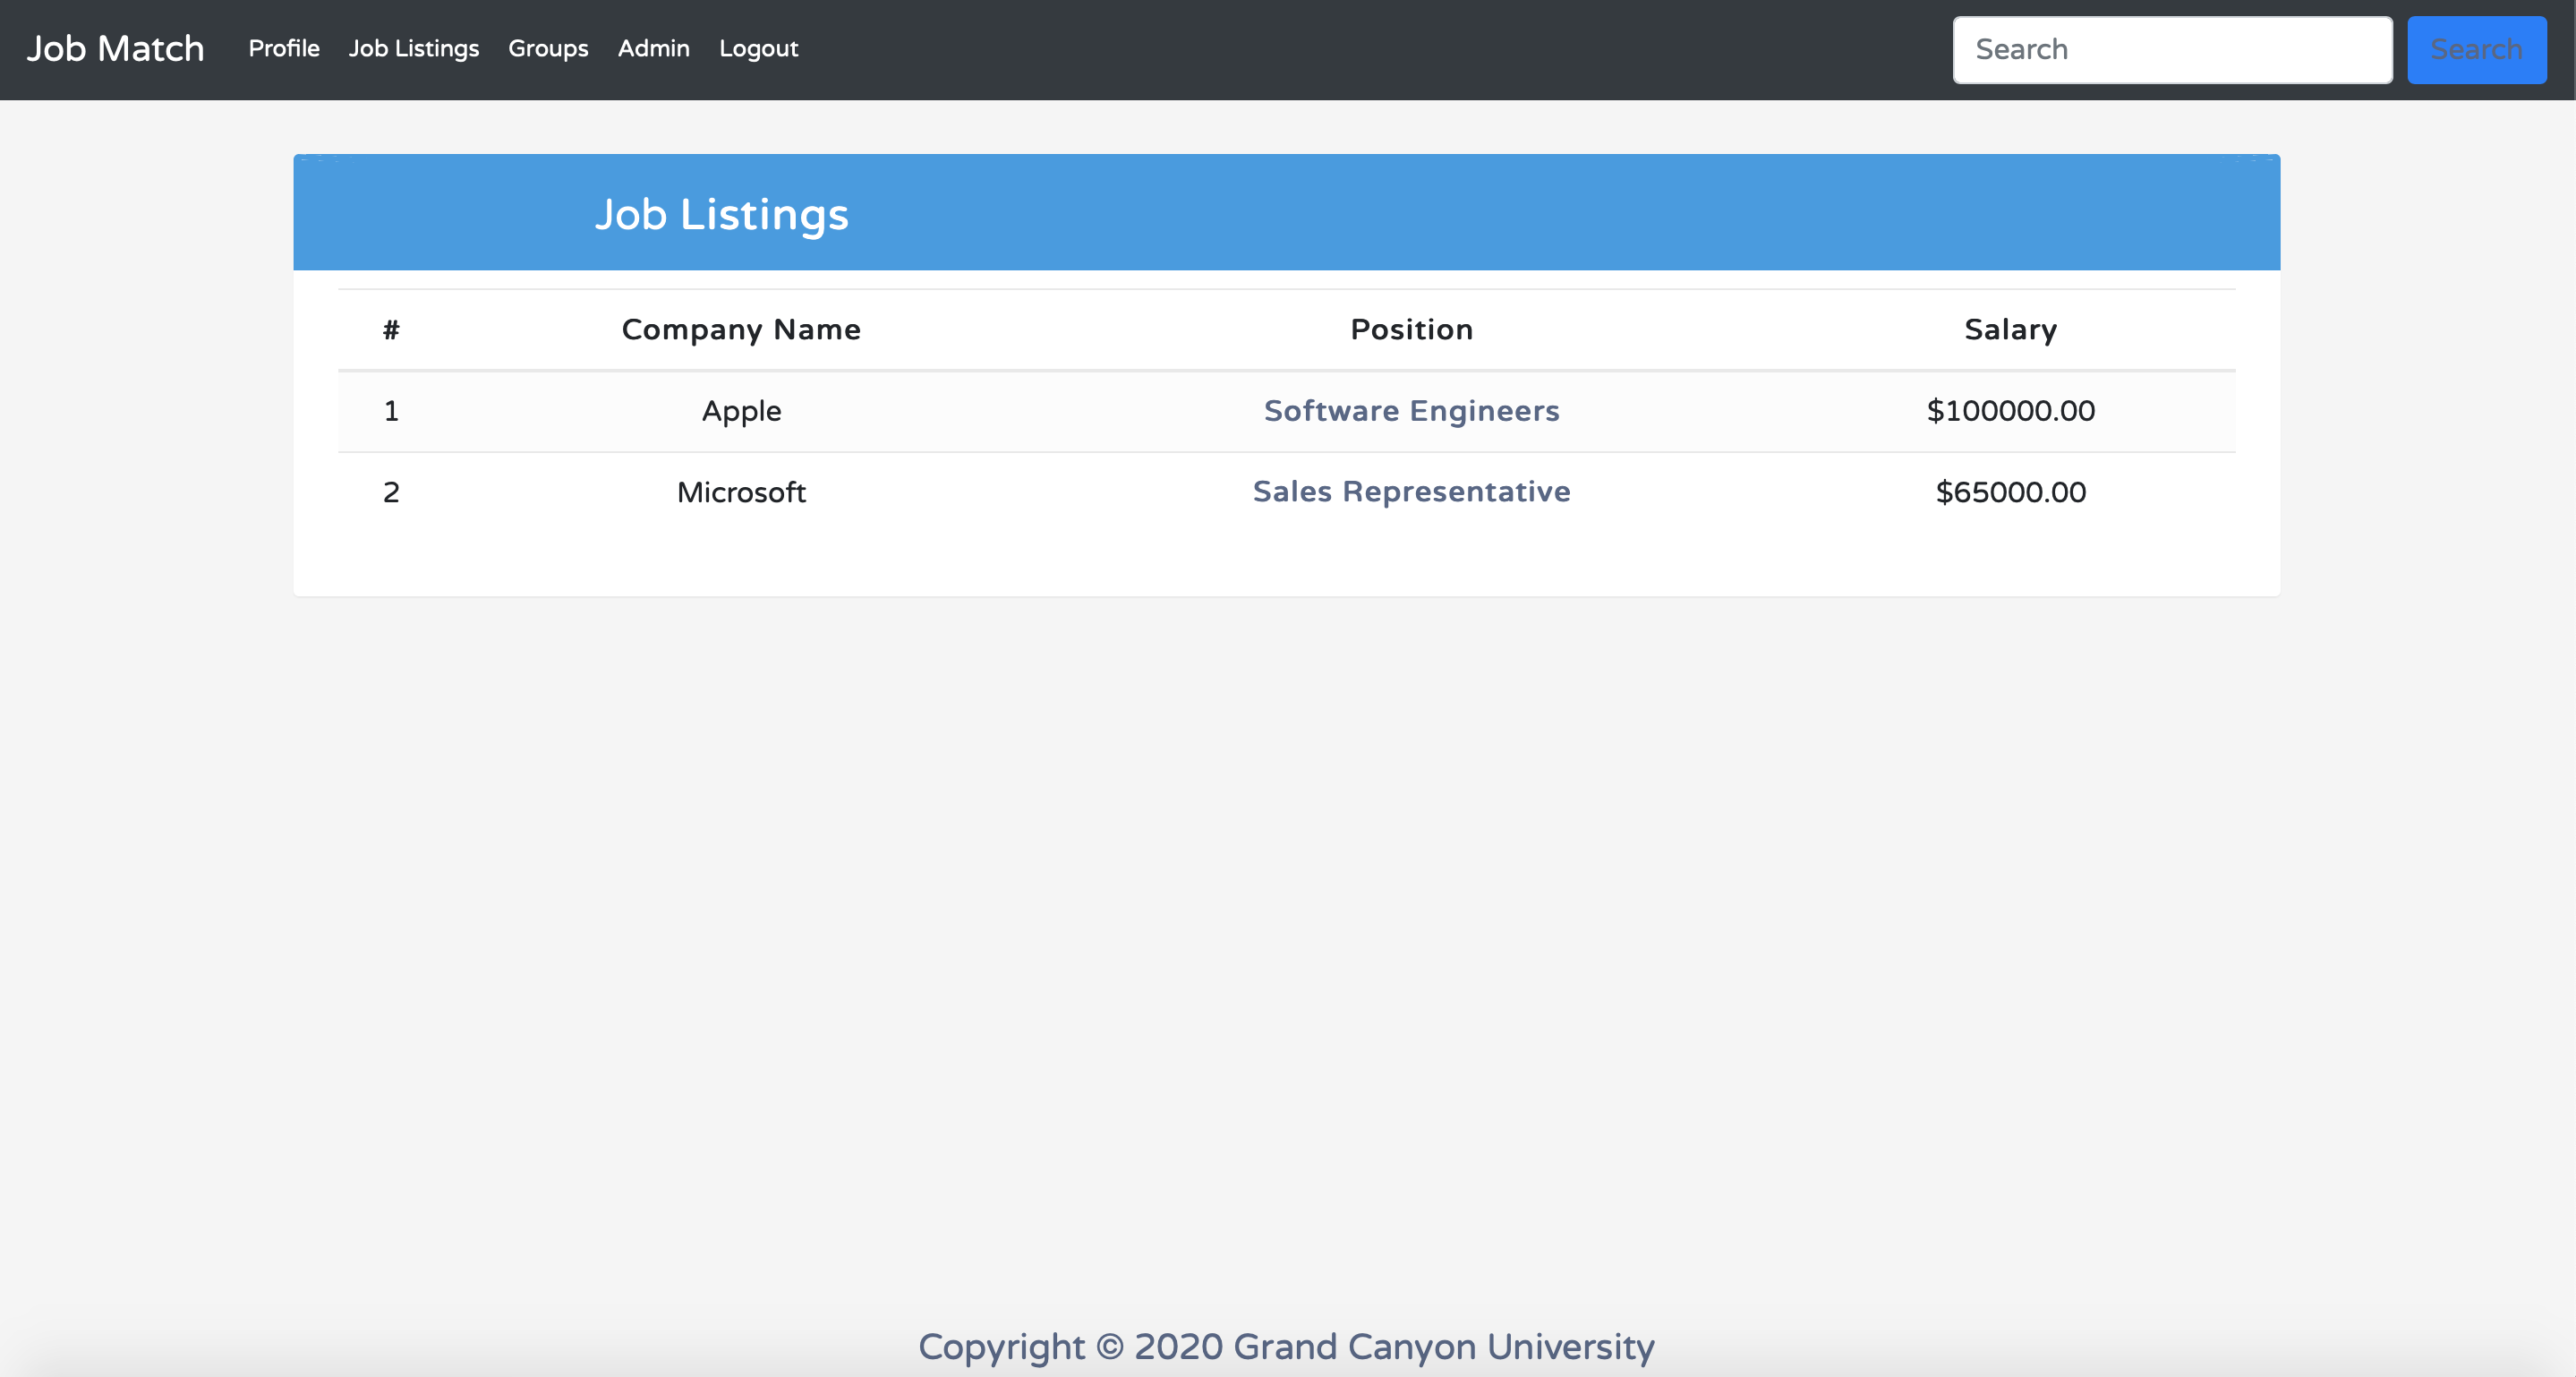 Job Match Profile Job Listings Groups Admin Logout Search Search
Job Listings
# Company Name Position Salary
1 Apple Software Engineers $100000.00
2 Microsoft Sales Representative $65000.00
Copyright © 2020 Grand Canyon University